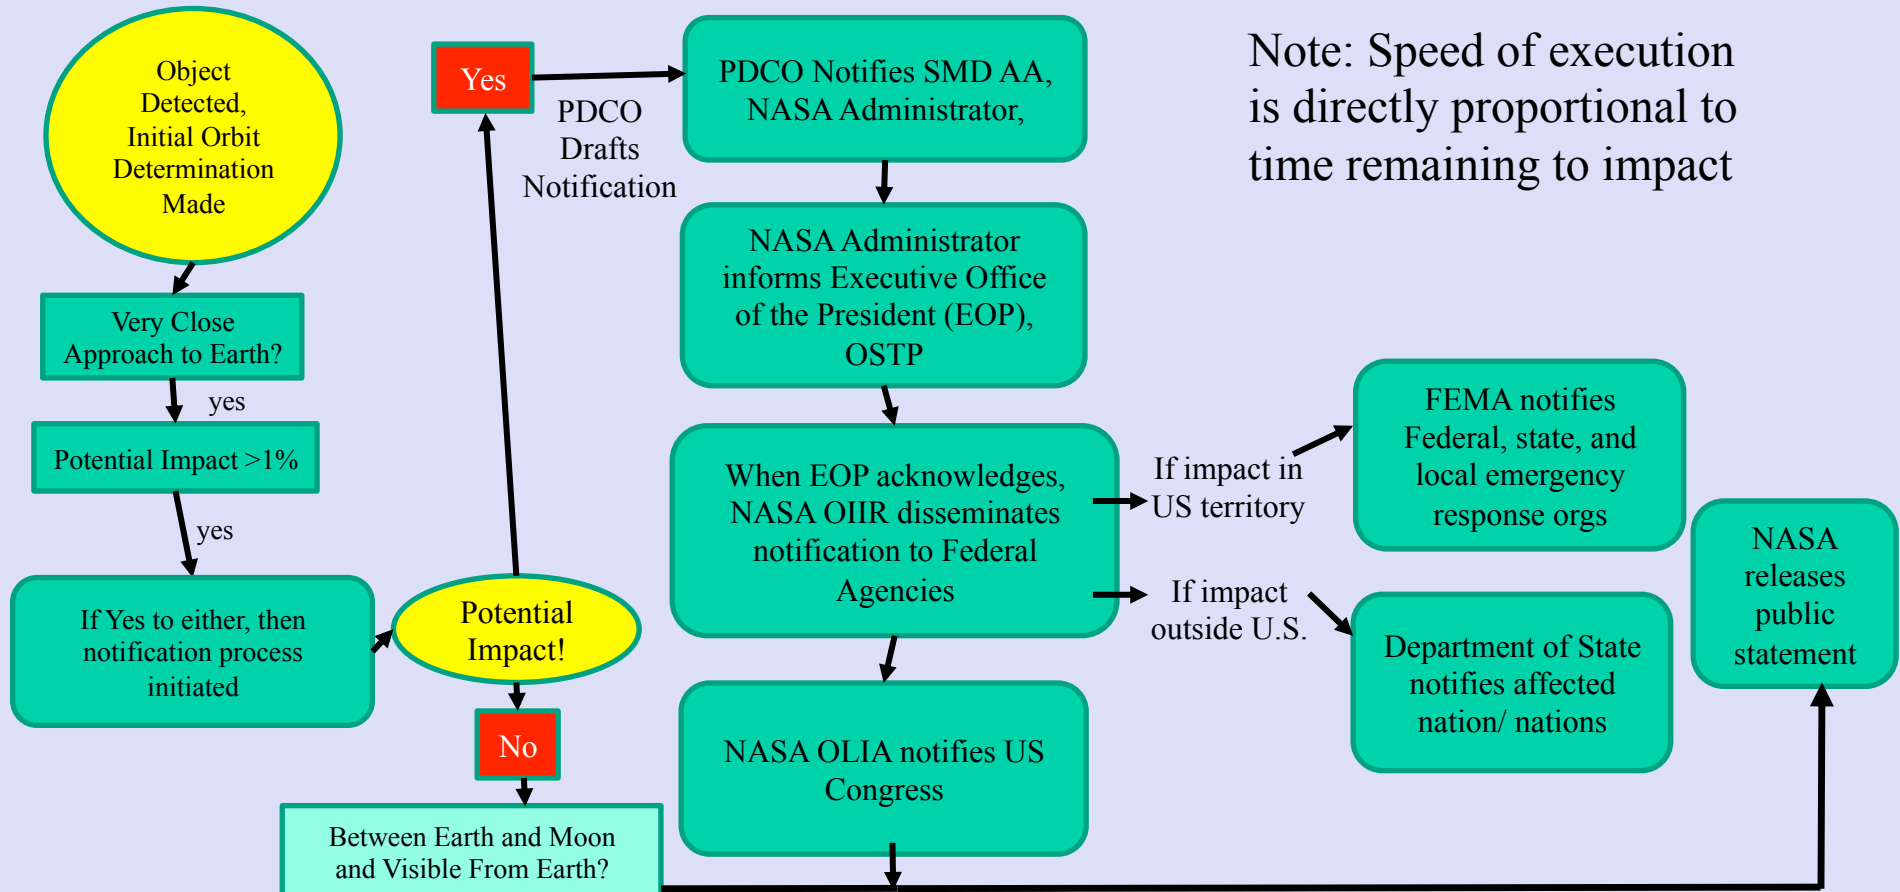 Object
Detected,
Initial Orbit
Determination
Made
Very Close
Approach to Earth?
yes
Potential Impact >1%
yes
If Yes to either, then
notification process
initiated
Potential
Impact!
Yes
PDCO
Drafts
Notification
No
Between Earth and Moon
and Visible From Earth?
PDCO Notifies SMD AA,
NASA Administrator,
NASA Administrator
informs Executive Office
of the President (EOP),
OSTP
When EOP acknowledges,
NASA OIIR disseminates
notification to Federal
Agencies
NASA OLIA notifies US
Congress
If impact in
US territory
If impact
outside U.S.
FEMA notifies
Federal, state, and
local emergency
response orgs
Department of State
notifies affected
nation/ nations
NASA
releases
public
statement
Note: Speed of execution
is directly proportional to
time remaining to impact